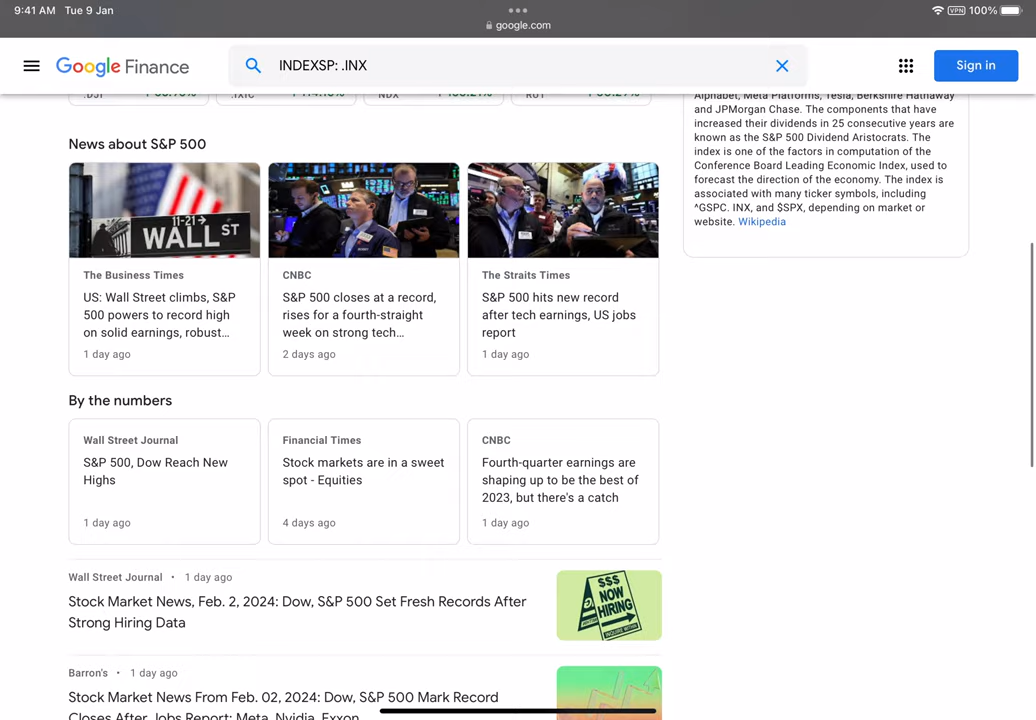 9:41 AM Tue 9 Jan
VPN 100%
google.com
Google Finance
INDEXSP: .INX
Sign in
.DJI
.IXIC
NDX
RUT
Alphabet, Meta Platforms, Tesla, Berkshire Hathaway
and JPMorgan Chase. The components that have
increased their dividends in 25 consecutive years are
known as the S&P 500 Dividend Aristocrats. The
index is one of the factors in computation of the
Conference Board Leading Economic Index, used to
forecast the direction of the economy. The index is
associated with many ticker symbols, including
^GSPC. INX, and $SPX, depending on market or
website. Wikipedia
News about S&P 500
11-21
WALL ST
The Business Times
US: Wall Street climbs, S&P
500 powers to record high
on solid earnings, robust...
1 day ago
CNBC
S&P 500 closes at a record,
rises for a fourth-straight
week on strong tech...
2 days ago
The Straits Times
S&P 500 hits new record
after tech earnings, US jobs
report
1 day ago
By the numbers
Wall Street Journal
S&P 500, Dow Reach New
Highs
1 day ago
Financial Times
Stock markets are in a sweet
spot - Equities
4 days ago
CNBC
Fourth-quarter earnings are
shaping up to be the best of
2023, but there's a catch
1 day ago
Wall Street Journal • 1 day ago
Stock Market News, Feb. 2, 2024: Dow, S&P 500 Set Fresh Records After
Strong Hiring Data
$$$
NOW
HIRING
Barron's • 1 day ago
Stock Market News From Feb. 02, 2024: Dow, S&P 500 Mark Record
Closes After Jobs Report; Meta, Nvidia, Exxon